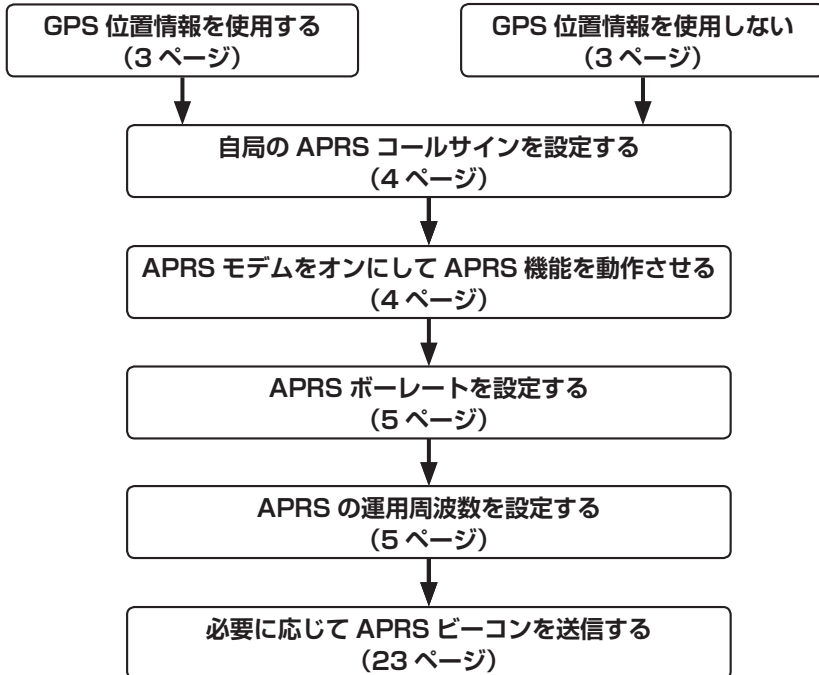 GPS 位置情報を使用する
(3 ページ)
GPS 位置情報を使用しない
(3 ページ)
自局の APRS コールサインを設定する
(4 ページ)
APRS モデムをオンにして APRS 機能を動作させる
(4 ページ)
APRS ボーレートを設定する
(5 ページ)
APRS の運用周波数を設定する
(5 ページ)
必要に応じて APRS ビーコンを送信する
(23 ページ)